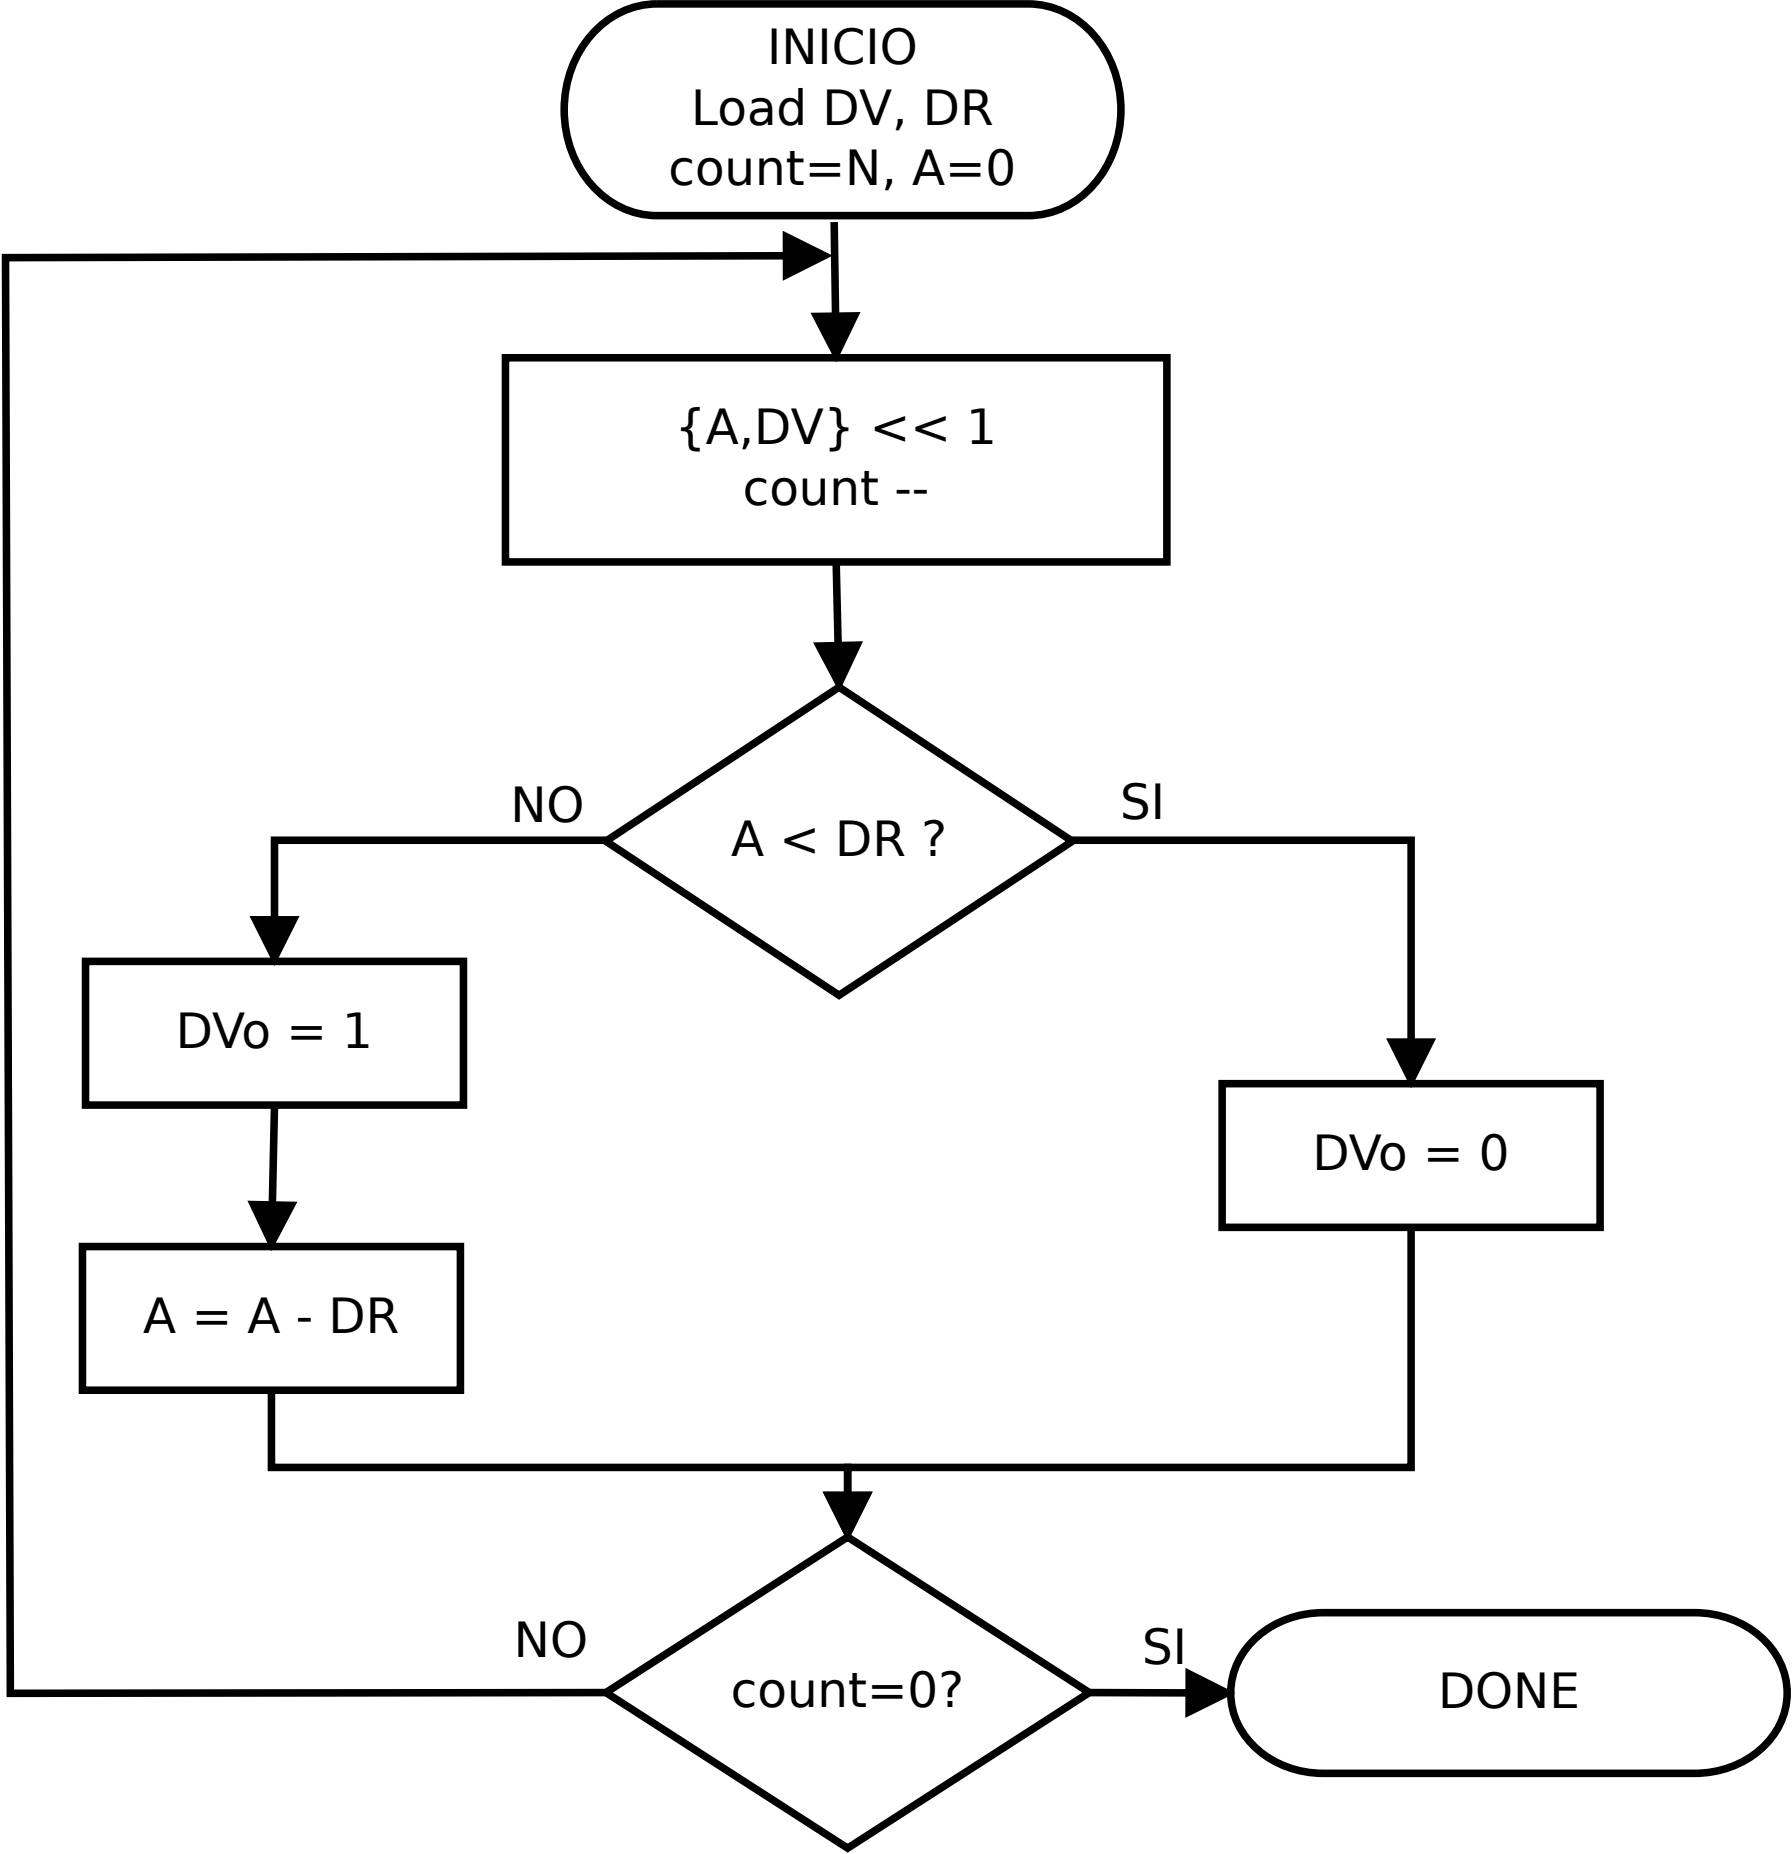 INICIO
Load DV, DR
count=N, A=0
{A,DV} << 1
count --
A < DR ?
NO
SI
DVo = 1
DVo = 0
A = A - DR
count=0?
NO
SI
DONE